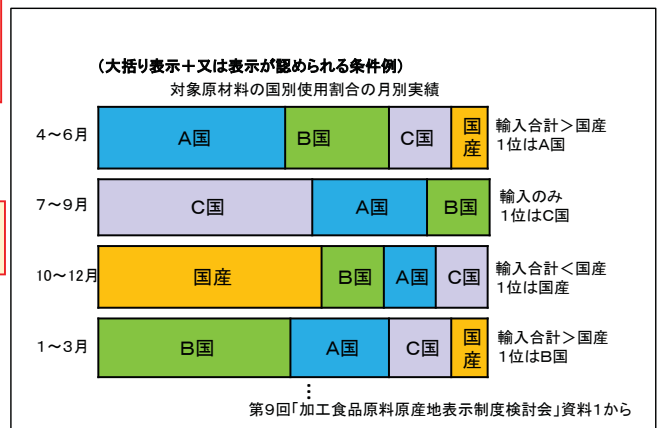 (大括り表示+又は表示が認められる条件例)
対象原材料の国別使用割合の月別実績
4~6月 A国 B国 C国 国産 輸入合計>国産
1位はA国
7~9月 C国 A国 B国 輸入のみ
1位はC国
10~12月 国産 B国 A国 C国 輸入合計<国産
1位は国産
1~3月 B国 A国 C国 国産 輸入合計>国産
1位はB国
⋮
第9回「加工食品原料原産地表示制度検討会」資料1から